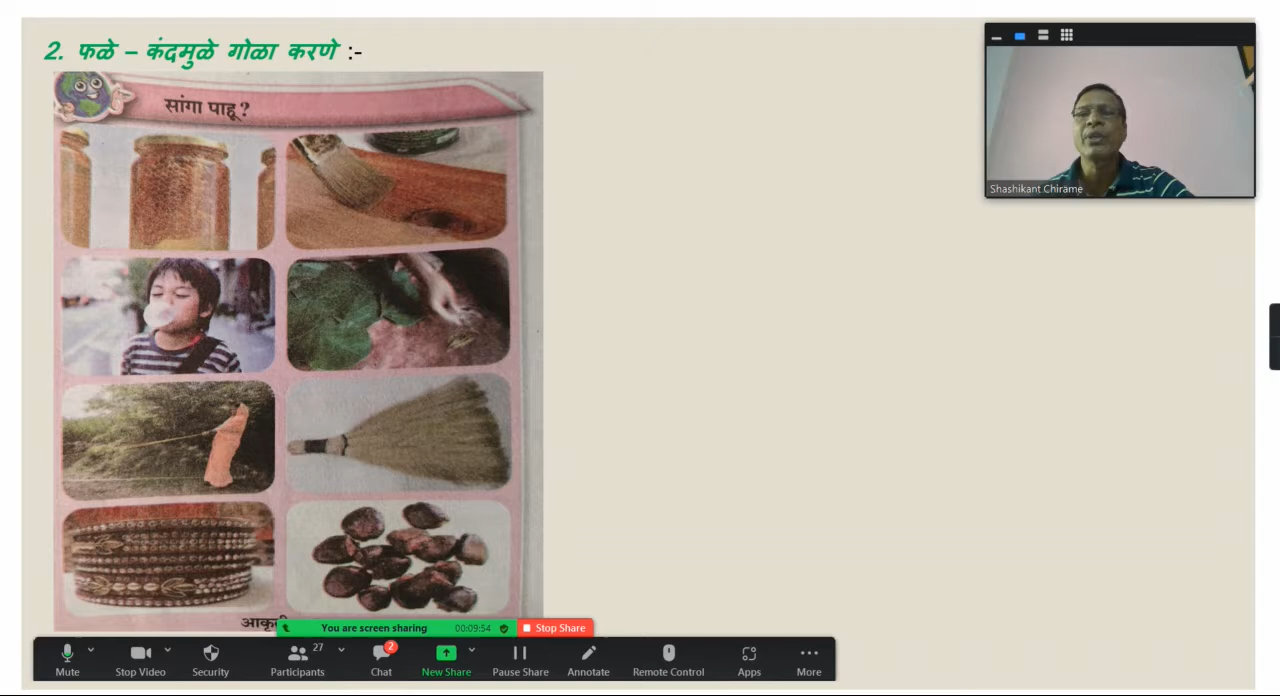 2. फळे – कंदमुळे गोळा करणे :-
सांगा पाहू?
Shashikant Chirame
You are screen sharing 00:09:54 Stop Share
Mute
Stop Video
Security
27
Participants
2
Chat
New Share
Pause Share
Annotate
Remote Control
Apps
More